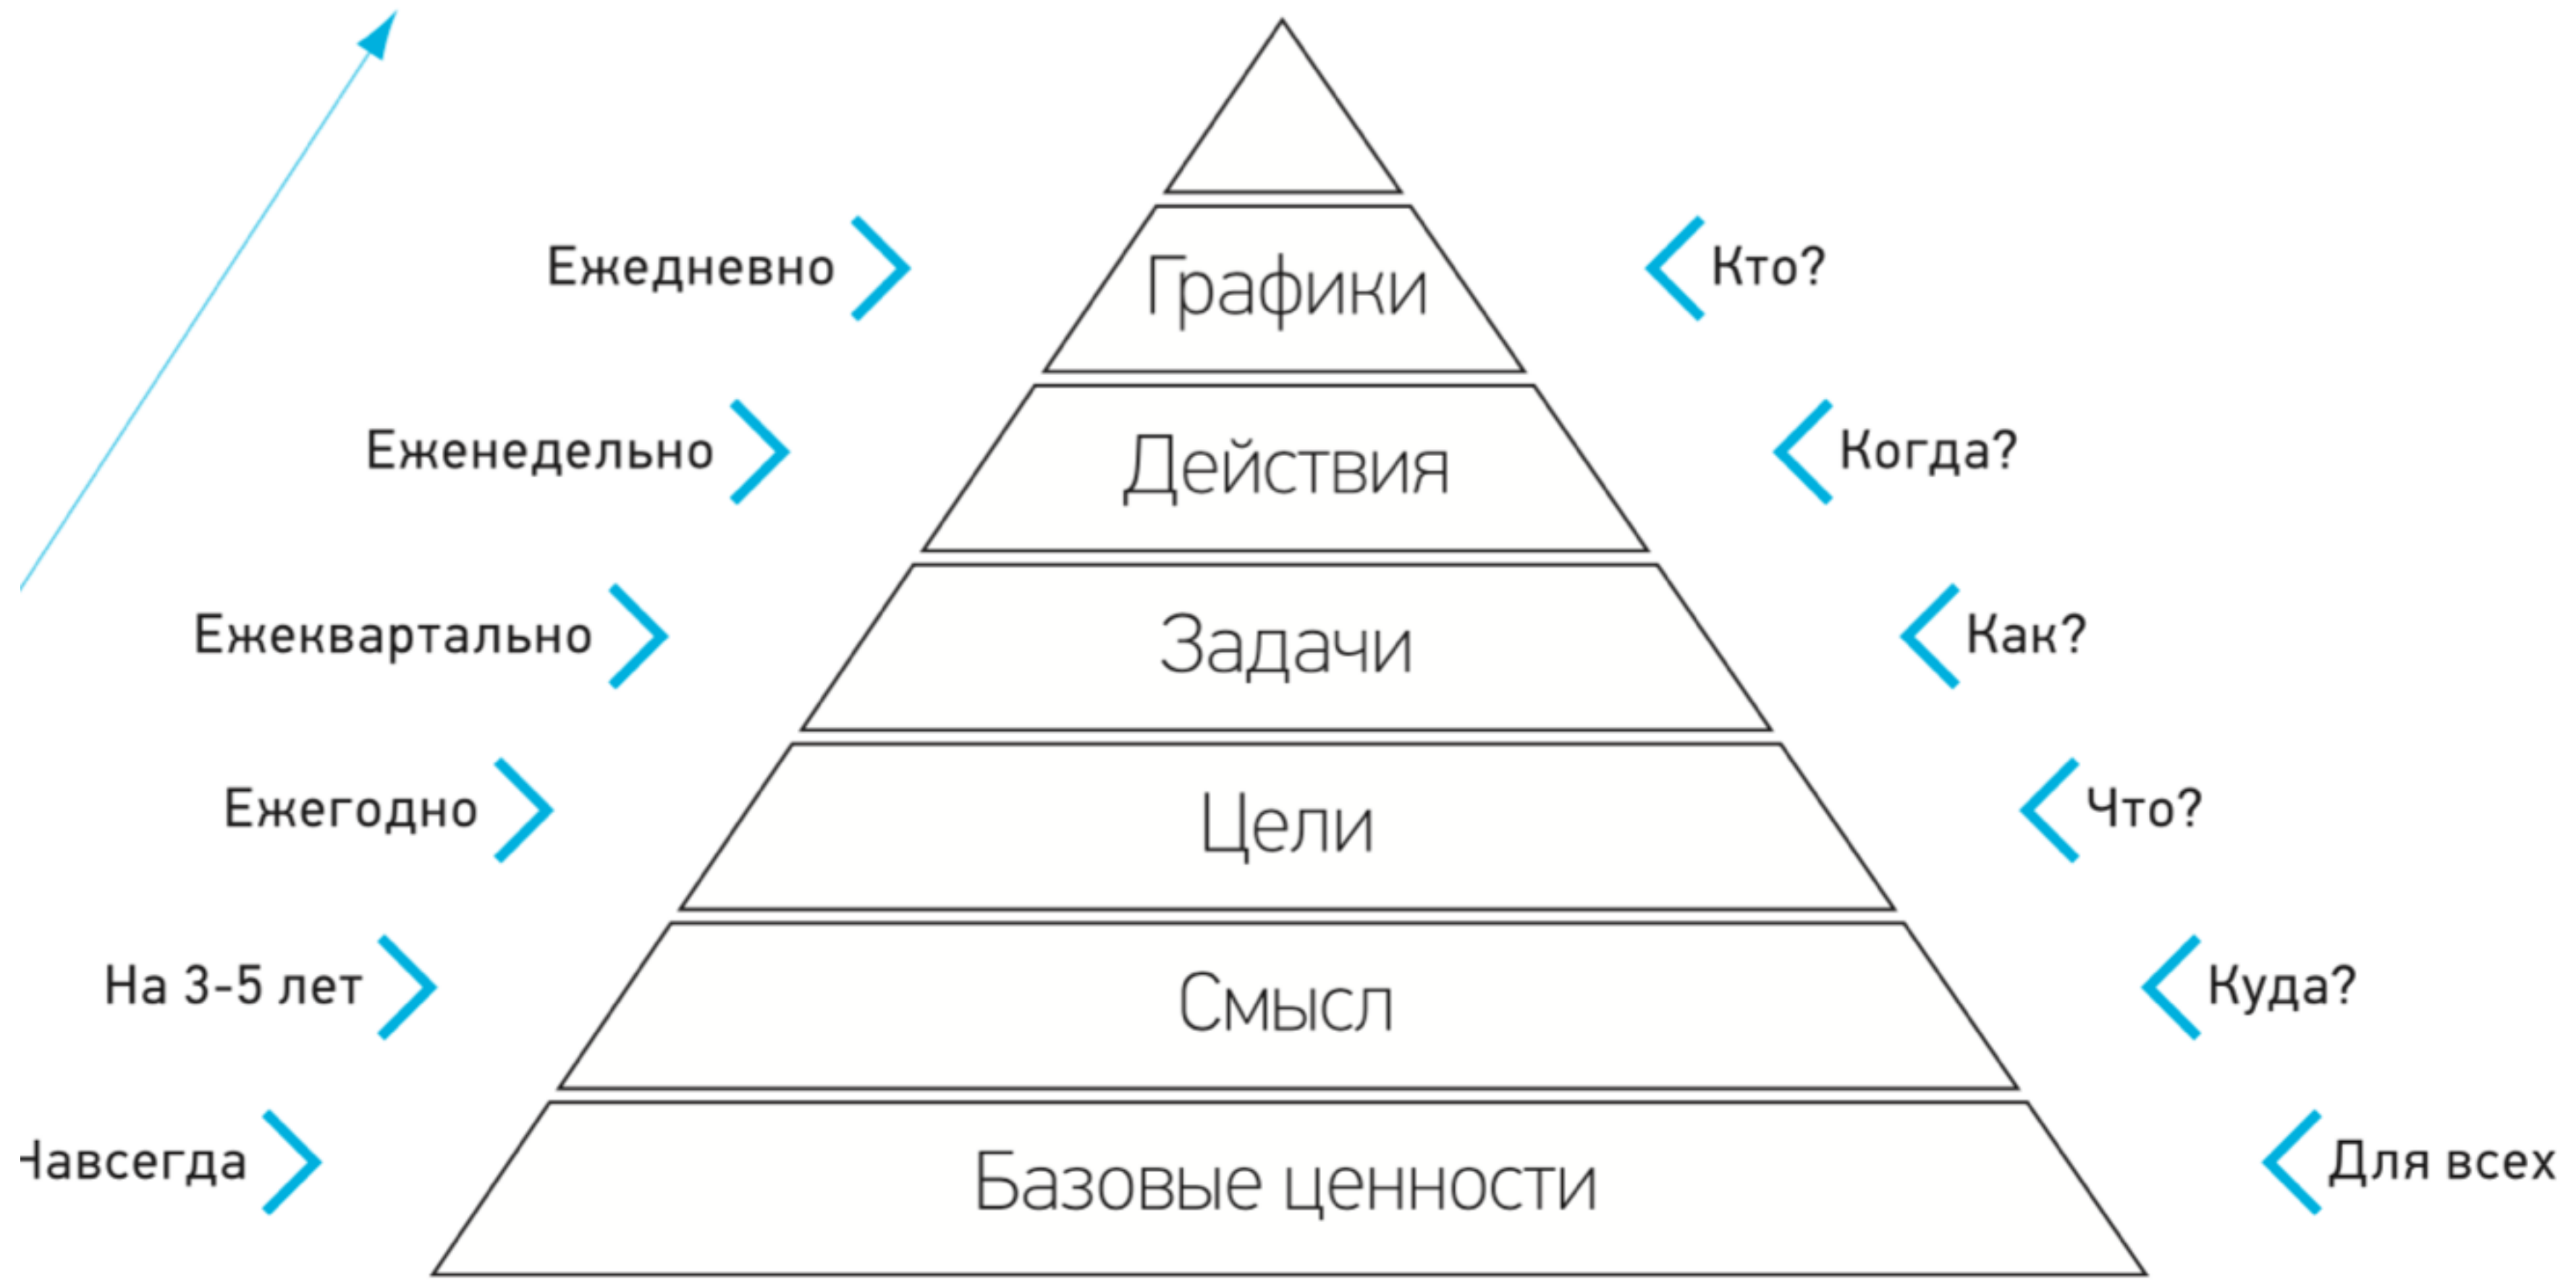 Ежедневно Графики Кто?
Еженедельно Действия Когда?
Ежеквартально Задачи Как?
Ежегодно Цели Что?
На 3-5 лет Смысл Куда?
Навсегда Базовые ценности Для всех